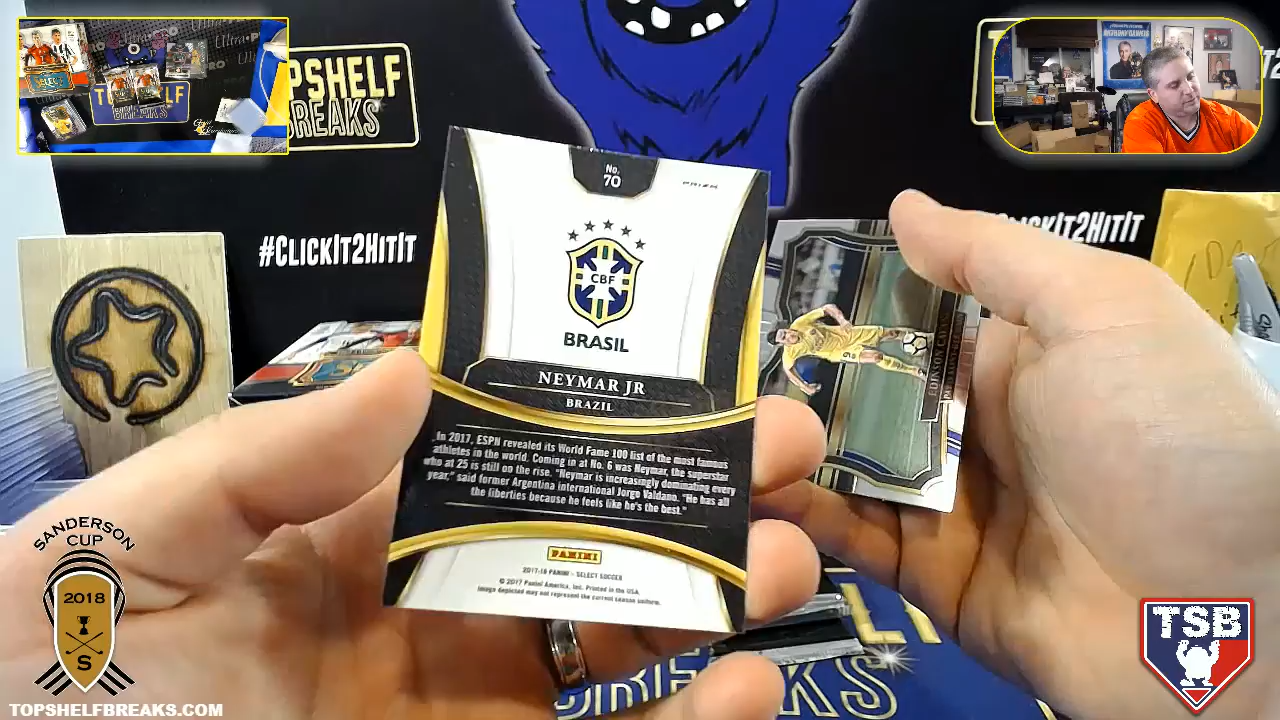 TOPSHELF
BREAKS
#CLICKIT2HITIT
No.
70
PRIZM
CBF
BRASIL
NEYMAR JR
BRAZIL
In 2017, ESPN revealed its World Fame 100 list of the most famous
athletes in the world. Coming in at No. 6 was Neymar, the superstar
who at 25 is still on the rise. "Neymar is increasingly dominating every
year," said former Argentina international Jorge Valdano. "He has all
the liberties because he feels like he's the best."
PANINI
2017-18 PANINI – SELECT SOCCER
© 2017 Panini America, Inc. Printed in the USA.
Image depicted may not represent the current season uniform.
EDINSON CAVANI
SANDERSON
CUP
2018
S
TOPSHELFBREAKS.COM
TSB